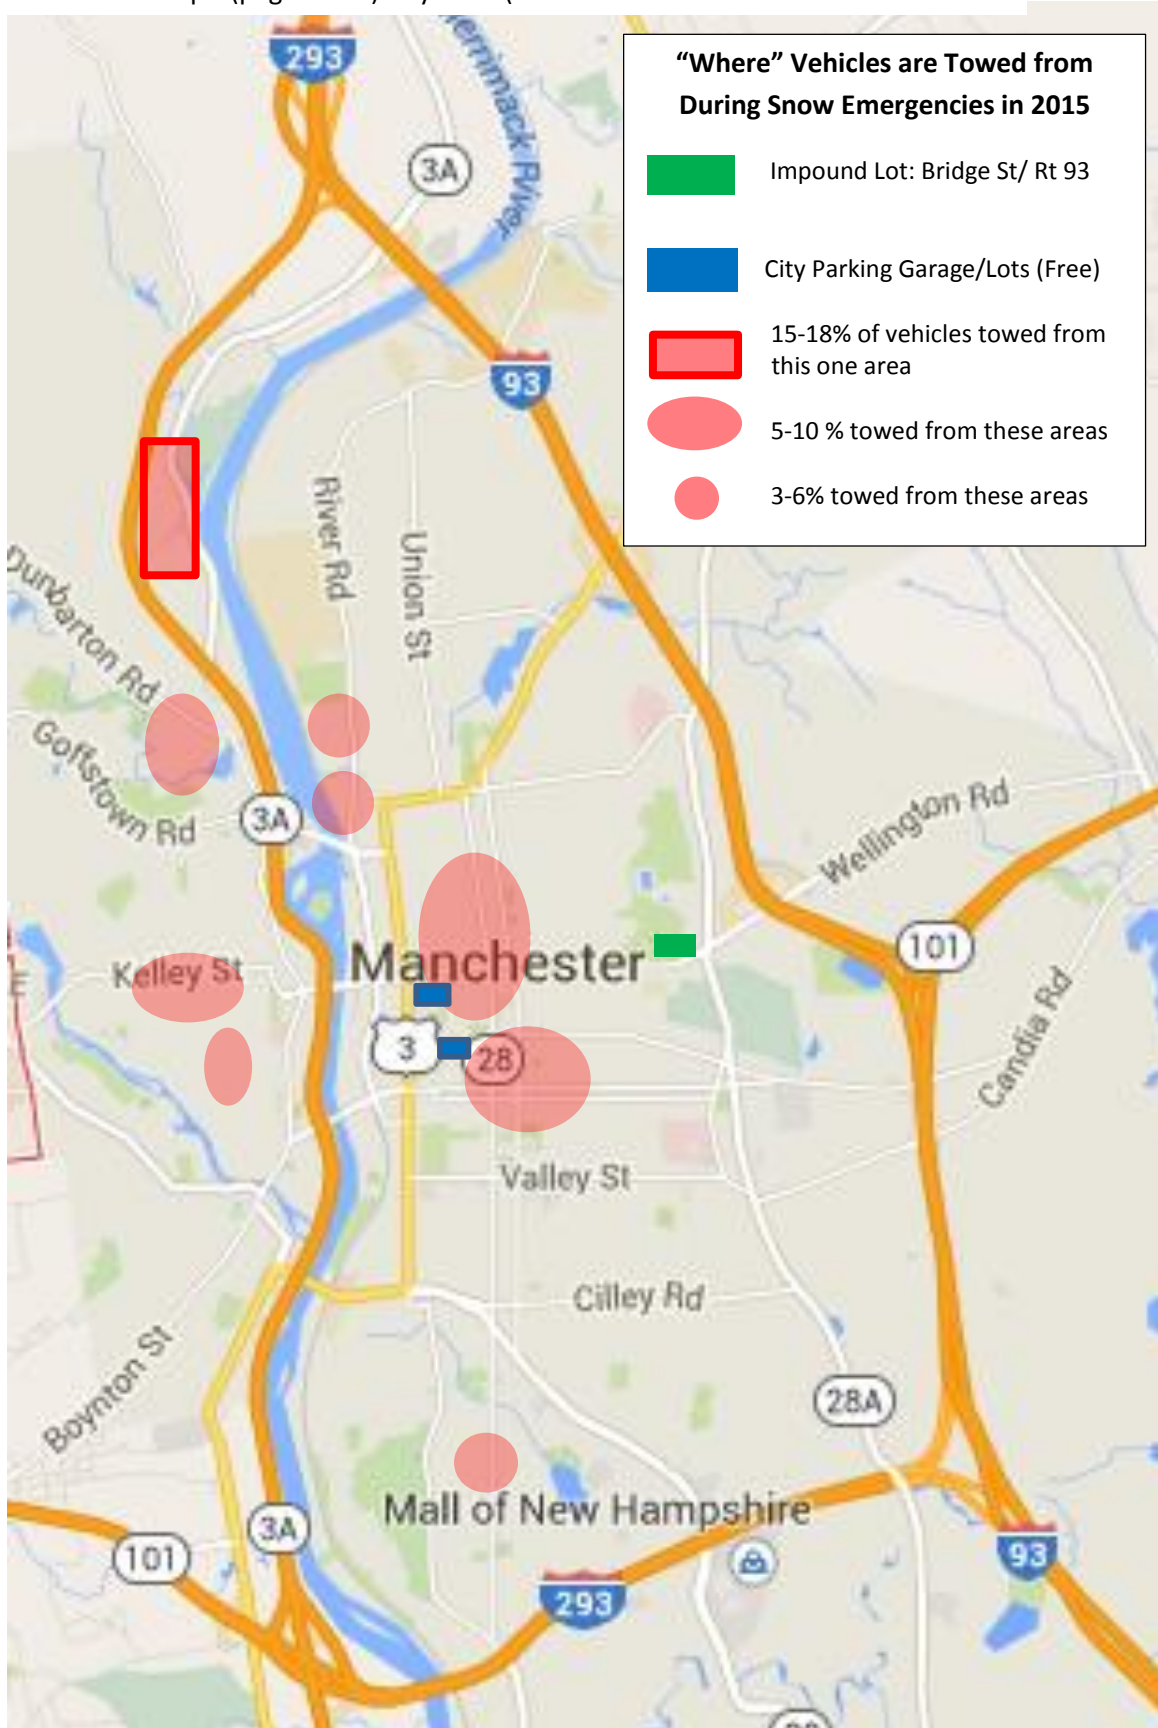 293
Merrimack River
3A
"Where" Vehicles are Towed from
During Snow Emergencies in 2015
Impound Lot: Bridge St/ Rt 93
City Parking Garage/Lots (Free)
15-18% of vehicles towed from
this one area
5-10 % towed from these areas
3-6% towed from these areas
93
River Rd
Union St
Dunbarton Rd
Goffstown Rd
3A
Wellington Rd
101
Manchester
Kelley St
E
3
28
Candia Rd
Valley St
Cilley Rd
Boynton St
28A
Mall of New Hampshire
3A
101
93
293